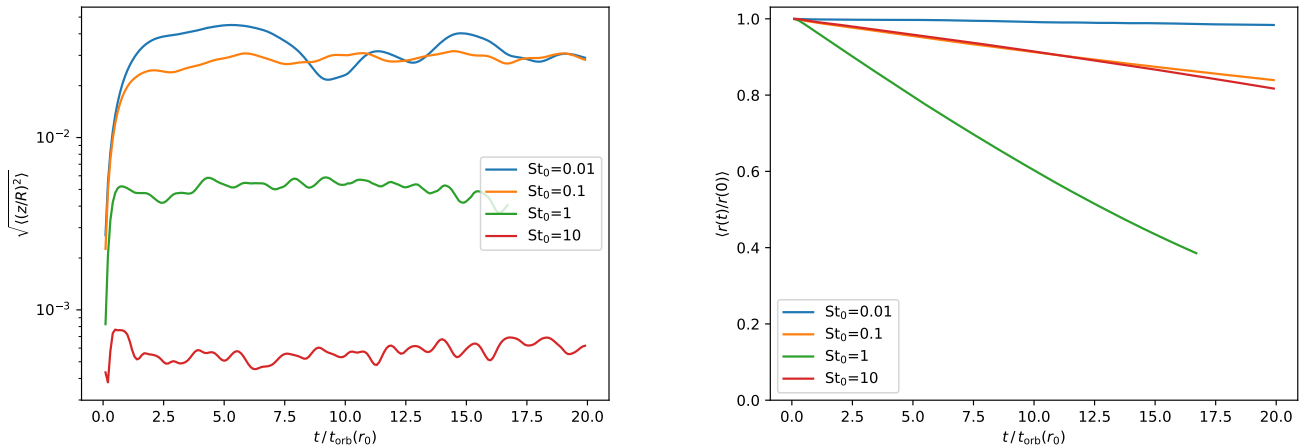 √⟨(z/R)²⟩
10⁻²
10⁻³
0.0 2.5 5.0 7.5 10.0 12.5 15.0 17.5 20.0
t / t_orb(r₀)
St₀=0.01
St₀=0.1
St₀=1
St₀=10
⟨r(t)/r(0)⟩
1.0
0.8
0.6
0.4
0.2
0.0
0.0 2.5 5.0 7.5 10.0 12.5 15.0 17.5 20.0
t / t_orb(r₀)
St₀=0.01
St₀=0.1
St₀=1
St₀=10